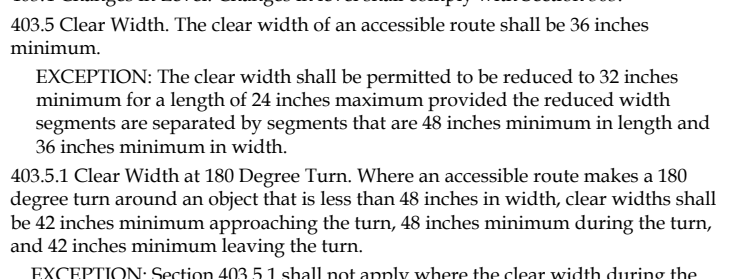 403.5 Clear Width. The clear width of an accessible route shall be 36 inches
minimum.
EXCEPTION: The clear width shall be permitted to be reduced to 32 inches
minimum for a length of 24 inches maximum provided the reduced width
segments are separated by segments that are 48 inches minimum in length and
36 inches minimum in width.
403.5.1 Clear Width at 180 Degree Turn. Where an accessible route makes a 180
degree turn around an object that is less than 48 inches in width, clear widths shall
be 42 inches minimum approaching the turn, 48 inches minimum during the turn,
and 42 inches minimum leaving the turn.
EXCEPTION: Section 403.5.1 shall not apply where the clear width during the